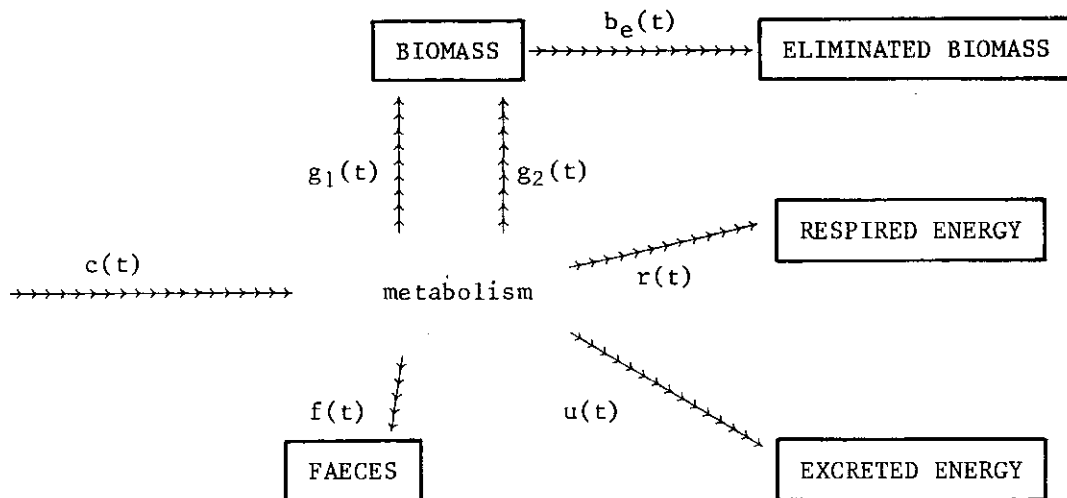 b_e(t)
BIOMASS
ELIMINATED BIOMASS
g_1(t)
g_2(t)
RESPIRED ENERGY
c(t)
r(t)
metabolism
f(t)
u(t)
FAECES
EXCRETED ENERGY